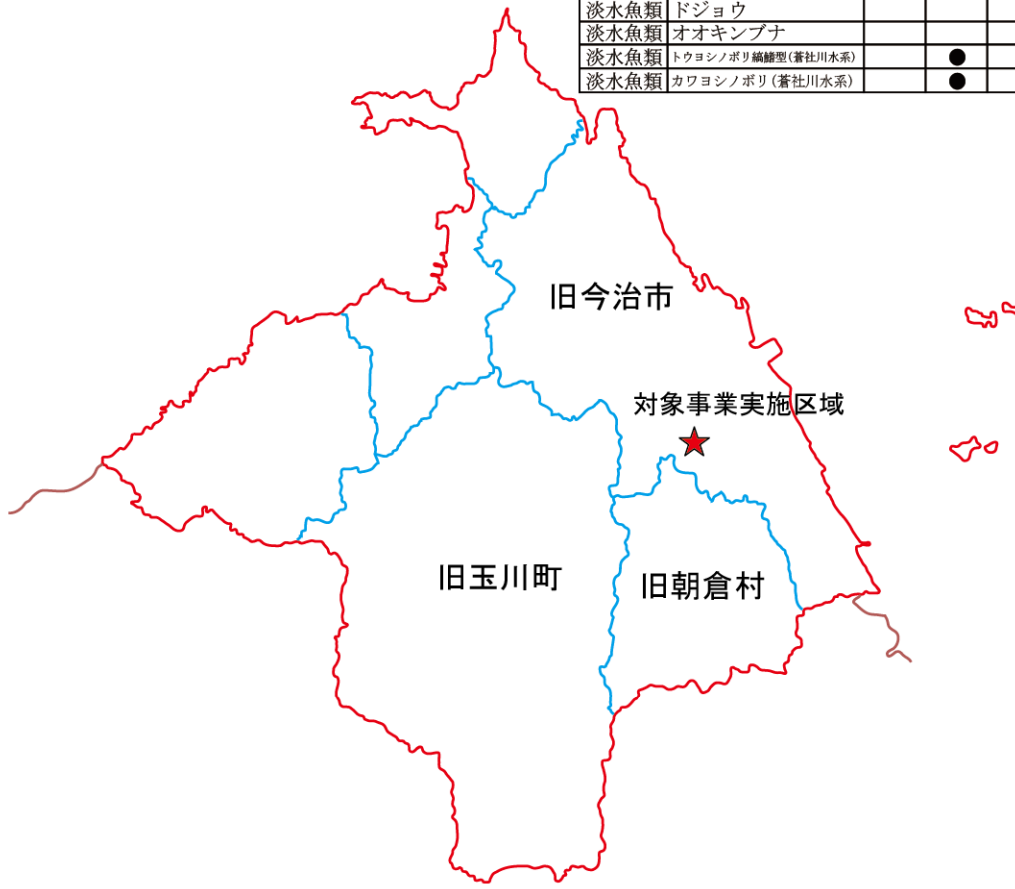 淡水魚類 ドジョウ
淡水魚類 オオキンブナ
淡水魚類 トウヨシノボリ縞鰭型(蒼社川水系) ●
淡水魚類 カワヨシノボリ(蒼社川水系) ●
旧今治市
対象事業実施区域
旧玉川町
旧朝倉村